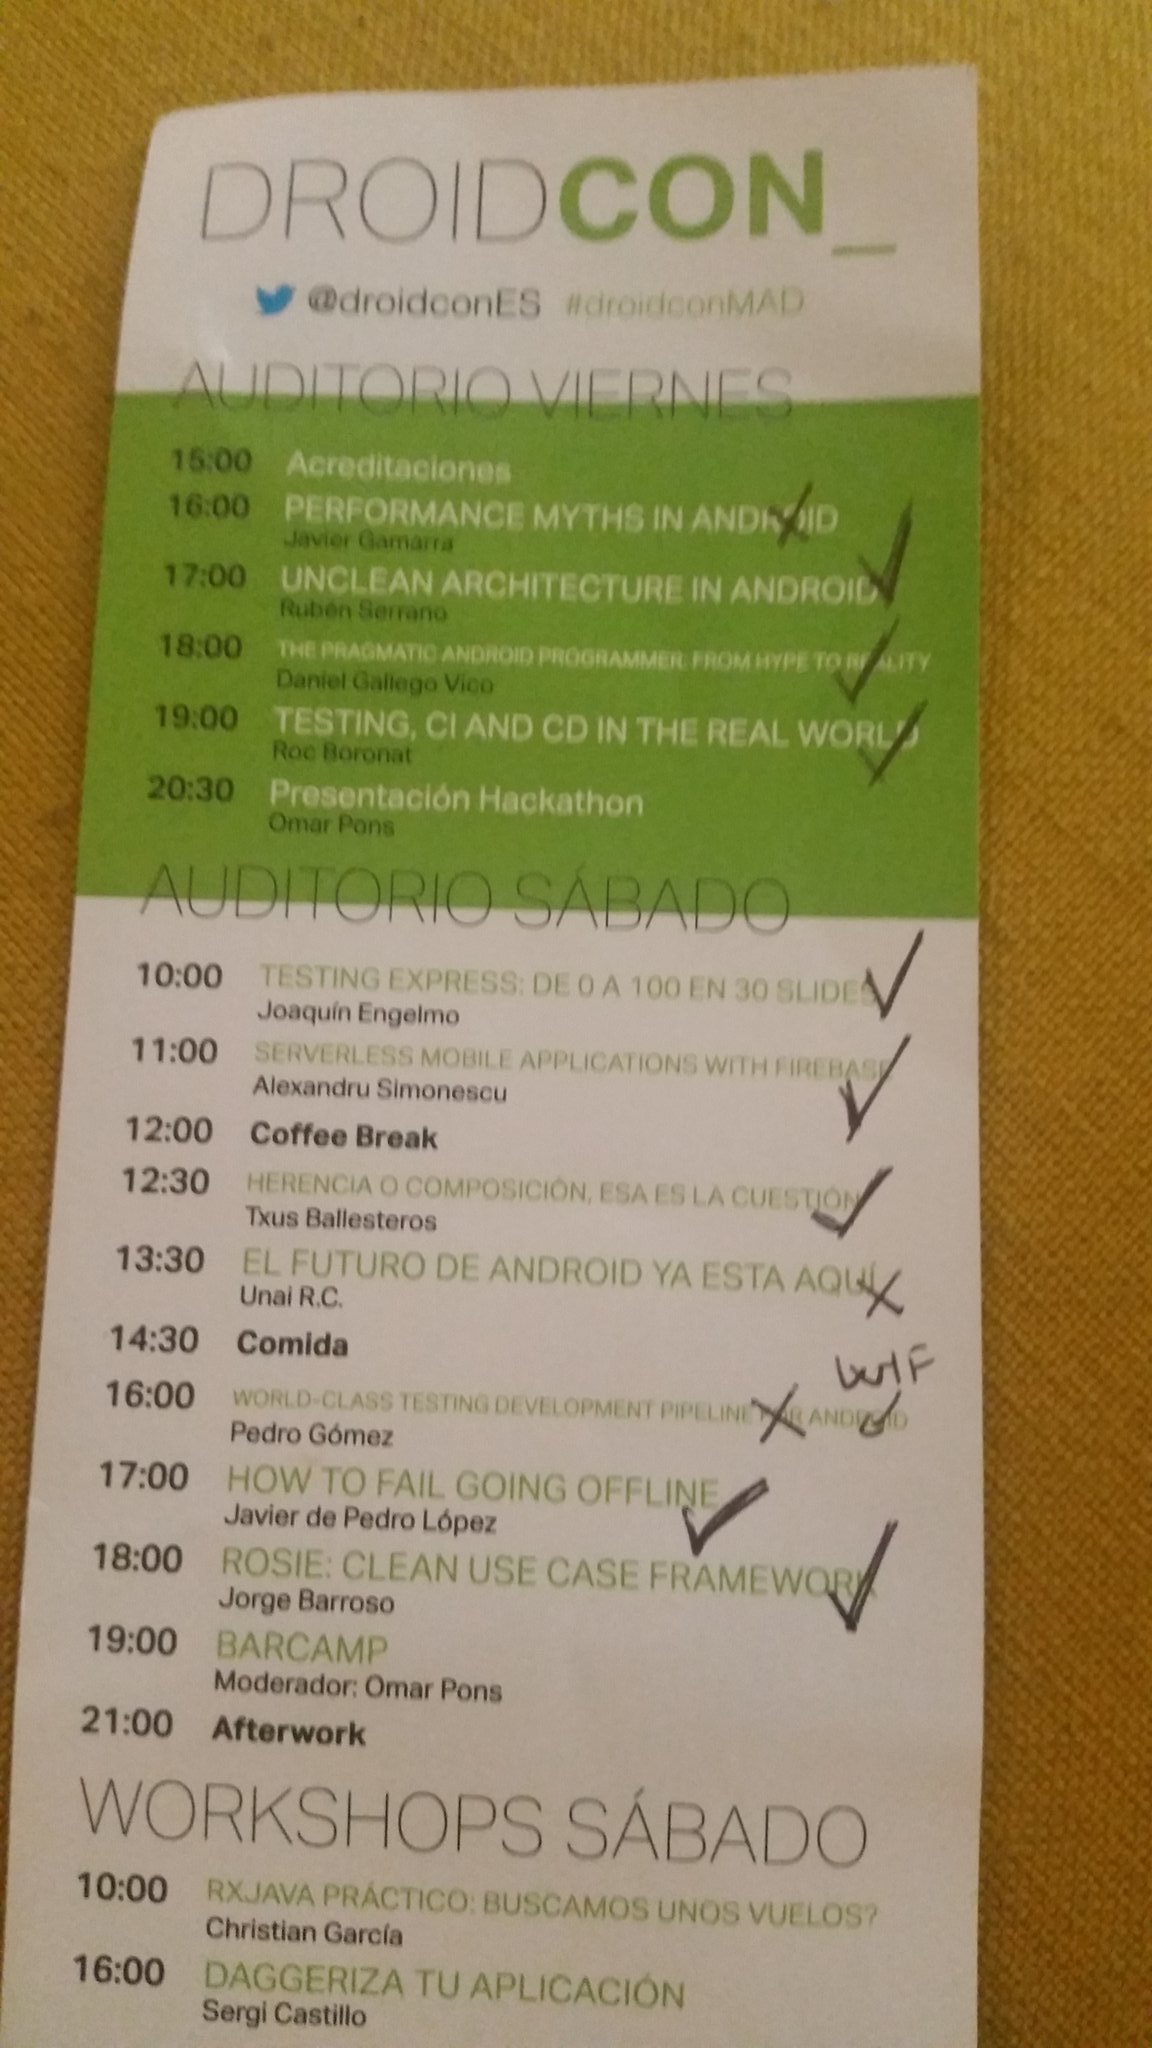 DROIDCON_
@droidconES #droidconMAD
AUDITORIO VIERNES
15:00 Acreditaciones
16:00 PERFORMANCE MYTHS IN ANDROID
Javier Gamarra
17:00 UNCLEAN ARCHITECTURE IN ANDROID
Rubén Serrano
18:00 THE PRAGMATIC ANDROID PROGRAMMER: FROM HYPE TO REALITY
Daniel Gallego Vico
19:00 TESTING, CI AND CD IN THE REAL WORLD
Roc Boronat
20:30 Presentación Hackathon
Omar Pons
AUDITORIO SÁBADO
10:00 TESTING EXPRESS: DE 0 A 100 EN 30 SLIDES
Joaquín Engelmo
11:00 SERVERLESS MOBILE APPLICATIONS WITH FIREBASE
Alexandru Simonescu
12:00 Coffee Break
12:30 HERENCIA O COMPOSICIÓN, ESA ES LA CUESTIÓN
Txus Ballesteros
13:30 EL FUTURO DE ANDROID YA ESTA AQUÍ
Unai R.C.
14:30 Comida
16:00 WORLD-CLASS TESTING DEVELOPMENT PIPELINE FOR ANDROID
Pedro Gómez
17:00 HOW TO FAIL GOING OFFLINE
Javier de Pedro López
18:00 ROSIE: CLEAN USE CASE FRAMEWORK
Jorge Barroso
19:00 BARCAMP
Moderador: Omar Pons
21:00 Afterwork
WORKSHOPS SÁBADO
10:00 RXJAVA PRÁCTICO: BUSCAMOS UNOS VUELOS?
Christian García
16:00 DAGGERIZA TU APLICACIÓN
Sergi Castillo